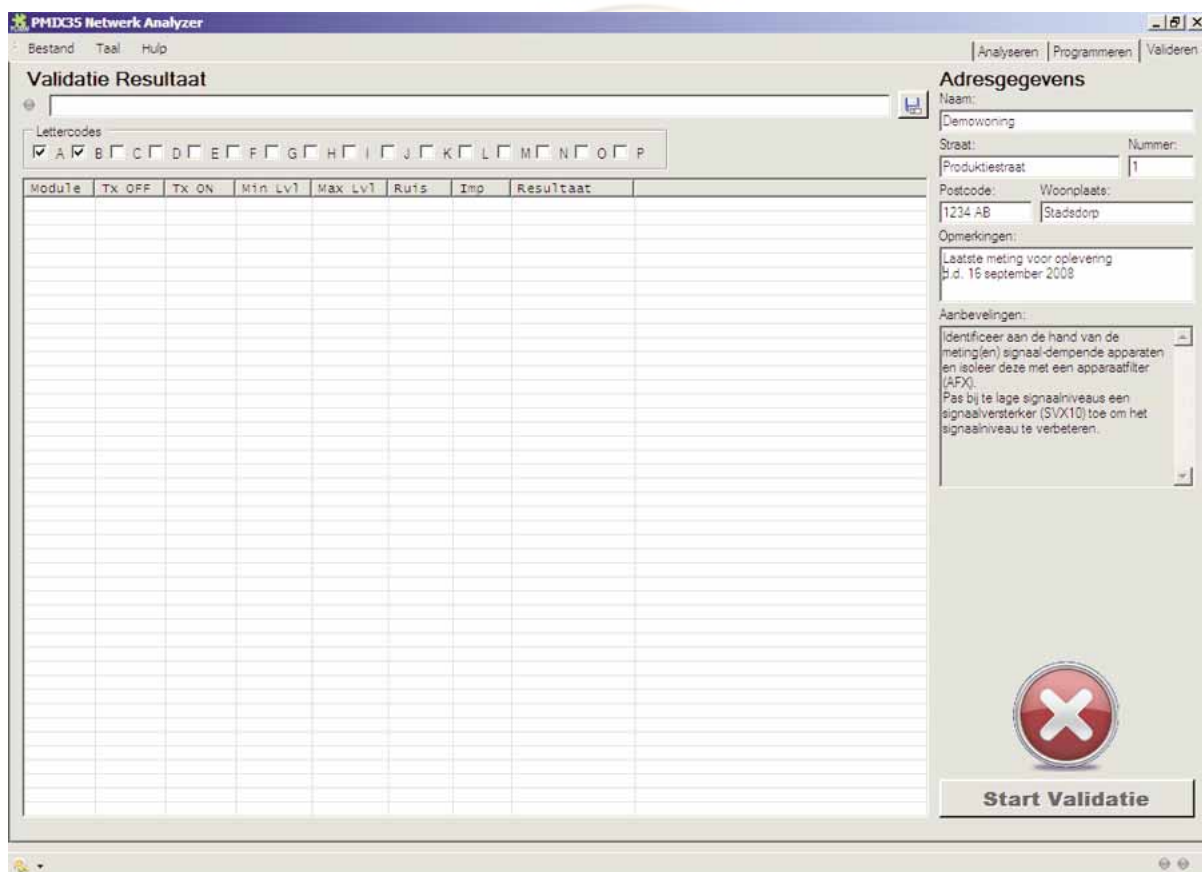 PMIX35 Netwerk Analyzer
Bestand Taal Hulp
Analyseren Programmeren Valideren
Validatie Resultaat
Lettercodes
A B C D E F G H I J K L M N O P
Module Tx OFF Tx ON Min Lvl Max Lvl Ruis Imp Resultaat
Adresgegevens
Naam:
Demowoning
Straat: Nummer:
Produktiestraat 1
Postcode: Woonplaats:
1234 AB Stadsdorp
Opmerkingen:
Laatste meting voor oplevering
d.d. 16 september 2008
Aanbevelingen:
Identificeer aan de hand van de
meting(en) signaal-dempende apparaten
en isoleer deze met een apparaatfilter
(AFX).
Pas bij te lage signaalniveaus een
signaalversterker (SVX10) toe om het
signaalniveau te verbeteren.
Start Validatie